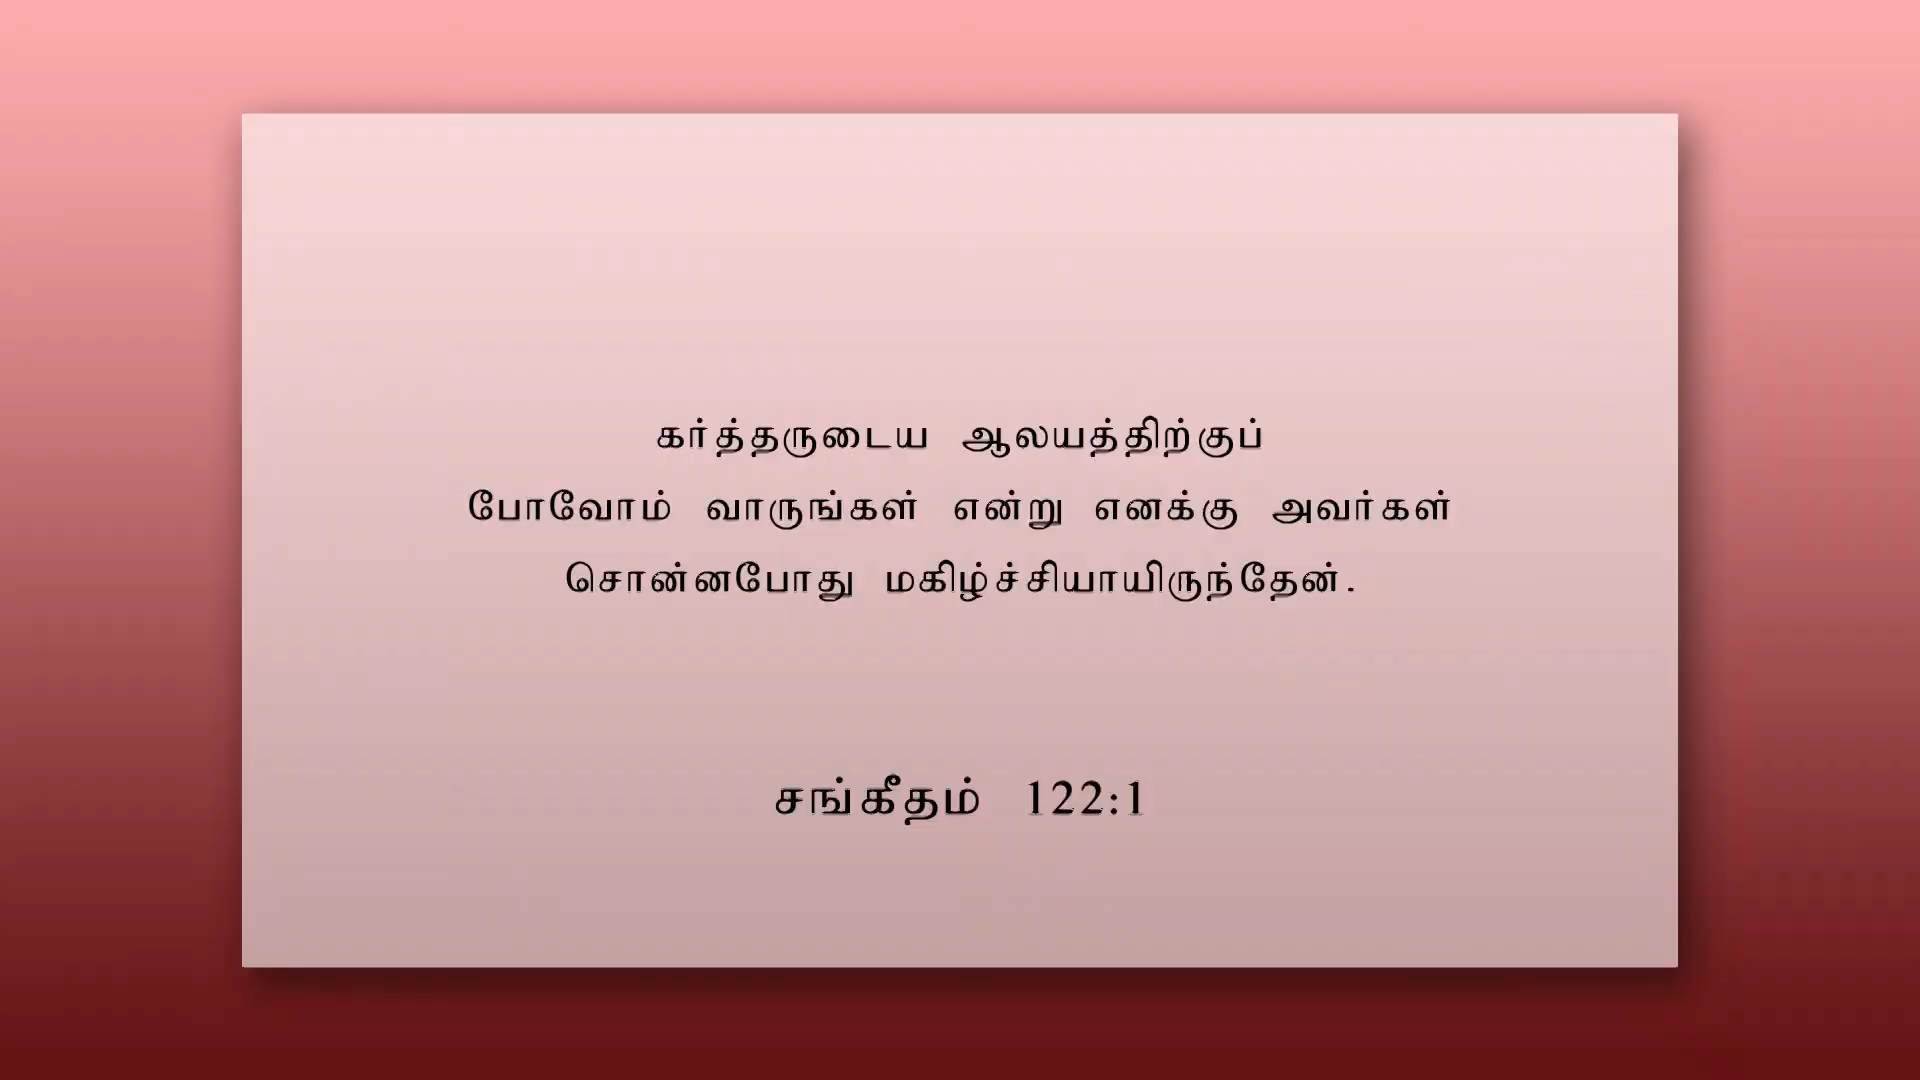 கர்த்தருடைய ஆலயத்திற்குப்
போவோம் வாருங்கள் என்று எனக்கு அவர்கள்
சொன்னபோது மகிழ்ச்சியாயிருந்தேன்.
சங்கீதம் 122:1